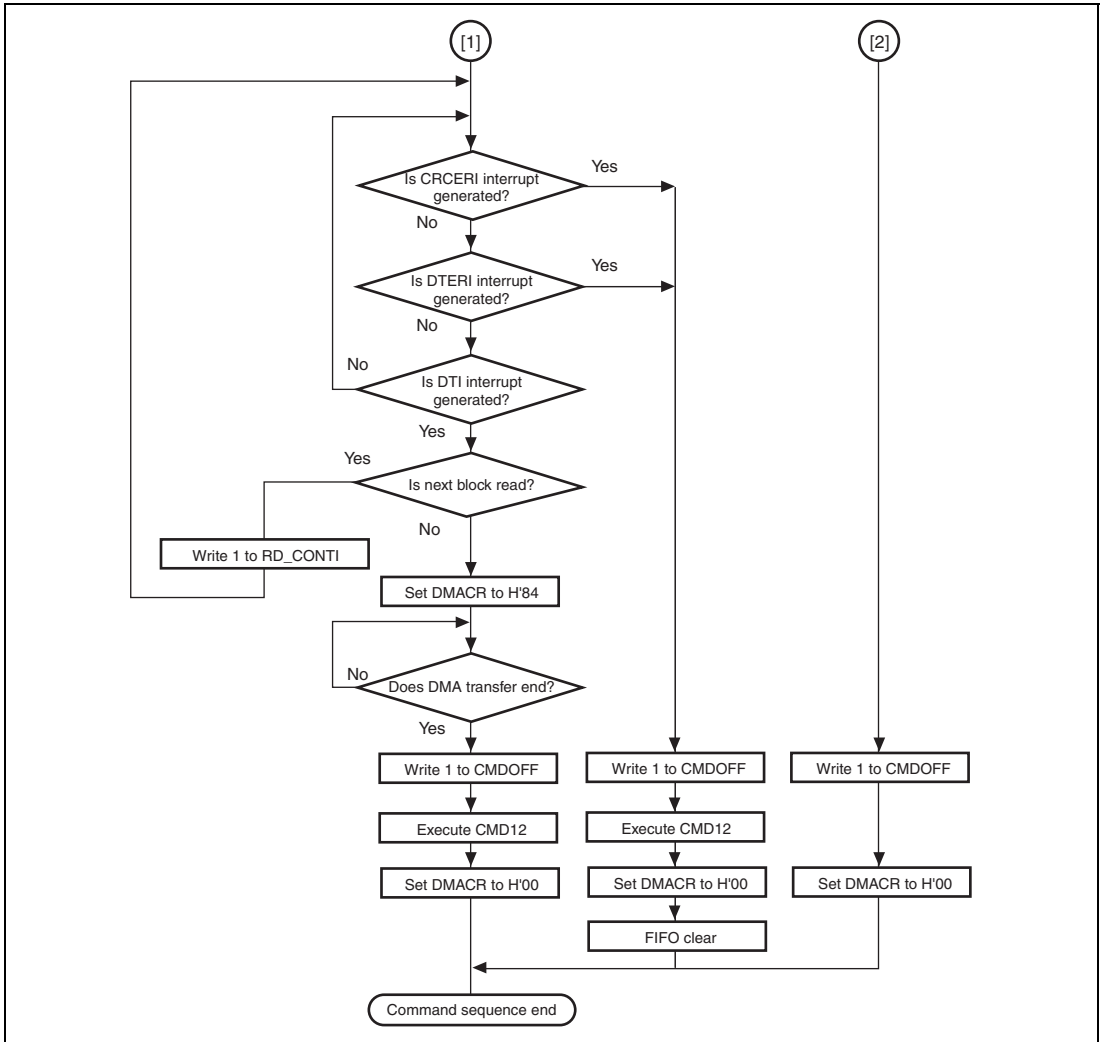 [1]
[2]
Is CRCERI interrupt
generated?
Yes
No
Is DTERI interrupt
generated?
Yes
No
Is DTI interrupt
generated?
No
Yes
Is next block read?
Yes
No
Write 1 to RD_CONTI
Set DMACR to H'84
Does DMA transfer end?
No
Yes
Write 1 to CMDOFF
Write 1 to CMDOFF
Write 1 to CMDOFF
Execute CMD12
Execute CMD12
Set DMACR to H'00
Set DMACR to H'00
Set DMACR to H'00
FIFO clear
Command sequence end